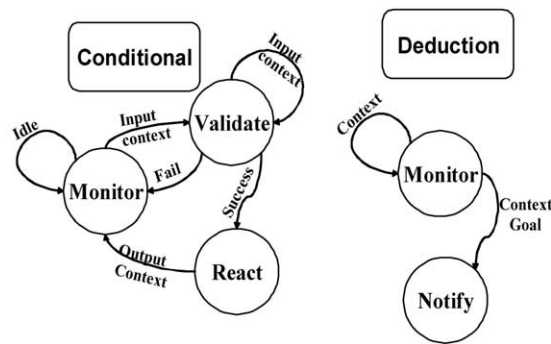 Conditional
Input
context
Idle
Input
context
Validate
Monitor
Fail
Success
Output
Context
React
Deduction
Context
Monitor
Context
Goal
Notify